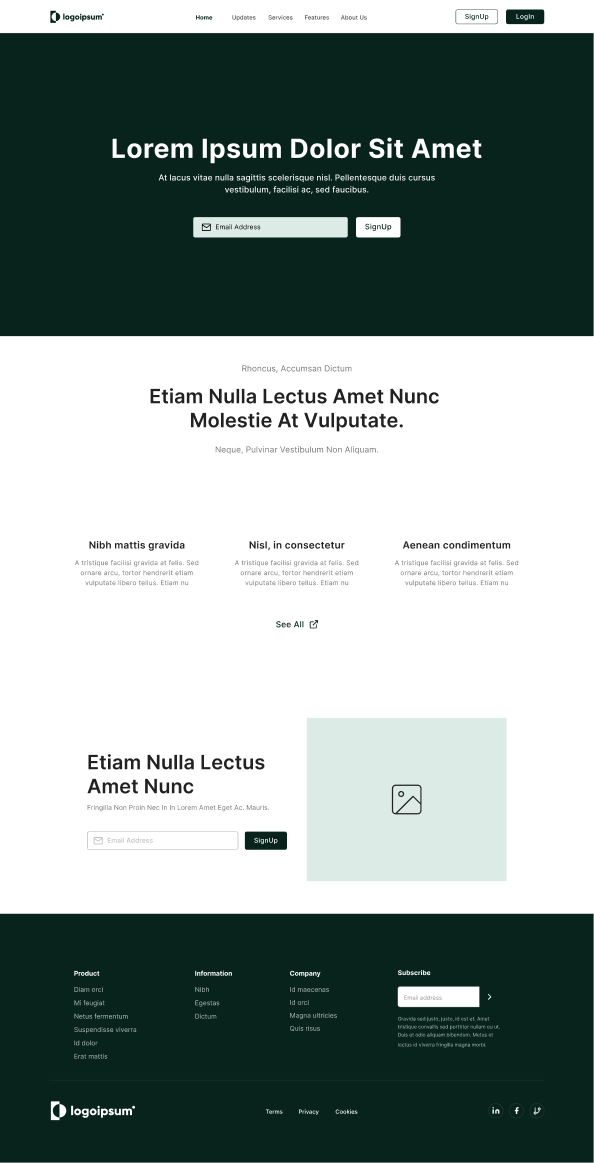 logoipsum
Home Updates Services Features About Us
SignUp LogIn
Lorem Ipsum Dolor Sit Amet
At lacus vitae nulla sagittis scelerisque nisl. Pellentesque duis cursus
vestibulum, facilisi ac, sed faucibus.
Email Address SignUp
Rhoncus, Accumsan Dictum
Etiam Nulla Lectus Amet Nunc
Molestie At Vulputate.
Neque, Pulvinar Vestibulum Non Aliquam.
Nibh mattis gravida
A tristique facilisi gravida at felis. Sed
ornare arcu, tortor hendrerit etiam
vulputate libero tellus. Etiam nu
Nisl, in consectetur
A tristique facilisi gravida at felis. Sed
ornare arcu, tortor hendrerit etiam
vulputate libero tellus. Etiam nu
Aenean condimentum
A tristique facilisi gravida at felis. Sed
ornare arcu, tortor hendrerit etiam
vulputate libero tellus. Etiam nu
See All
Etiam Nulla Lectus
Amet Nunc
Fringilla Non Proin Nec In In Lorem Amet Eget Ac. Mauris.
Email Address SignUp
Product
Diam orci
Mi feugiat
Netus fermentum
Suspendisse viverra
Id dolor
Erat mattis
Information
Nibh
Egestas
Dictum
Company
Id maecenas
Id orci
Magna ultricies
Quis risus
Subscribe
Email address
Gravida sed justo, justo, id est et. Amet
tristique convallis sed porttitor nullam eu ut.
Duis et odio aliquam bibendum. Metus et
lectus id viverra fringilla magna morbi.
logoipsum
Terms Privacy Cookies
in f